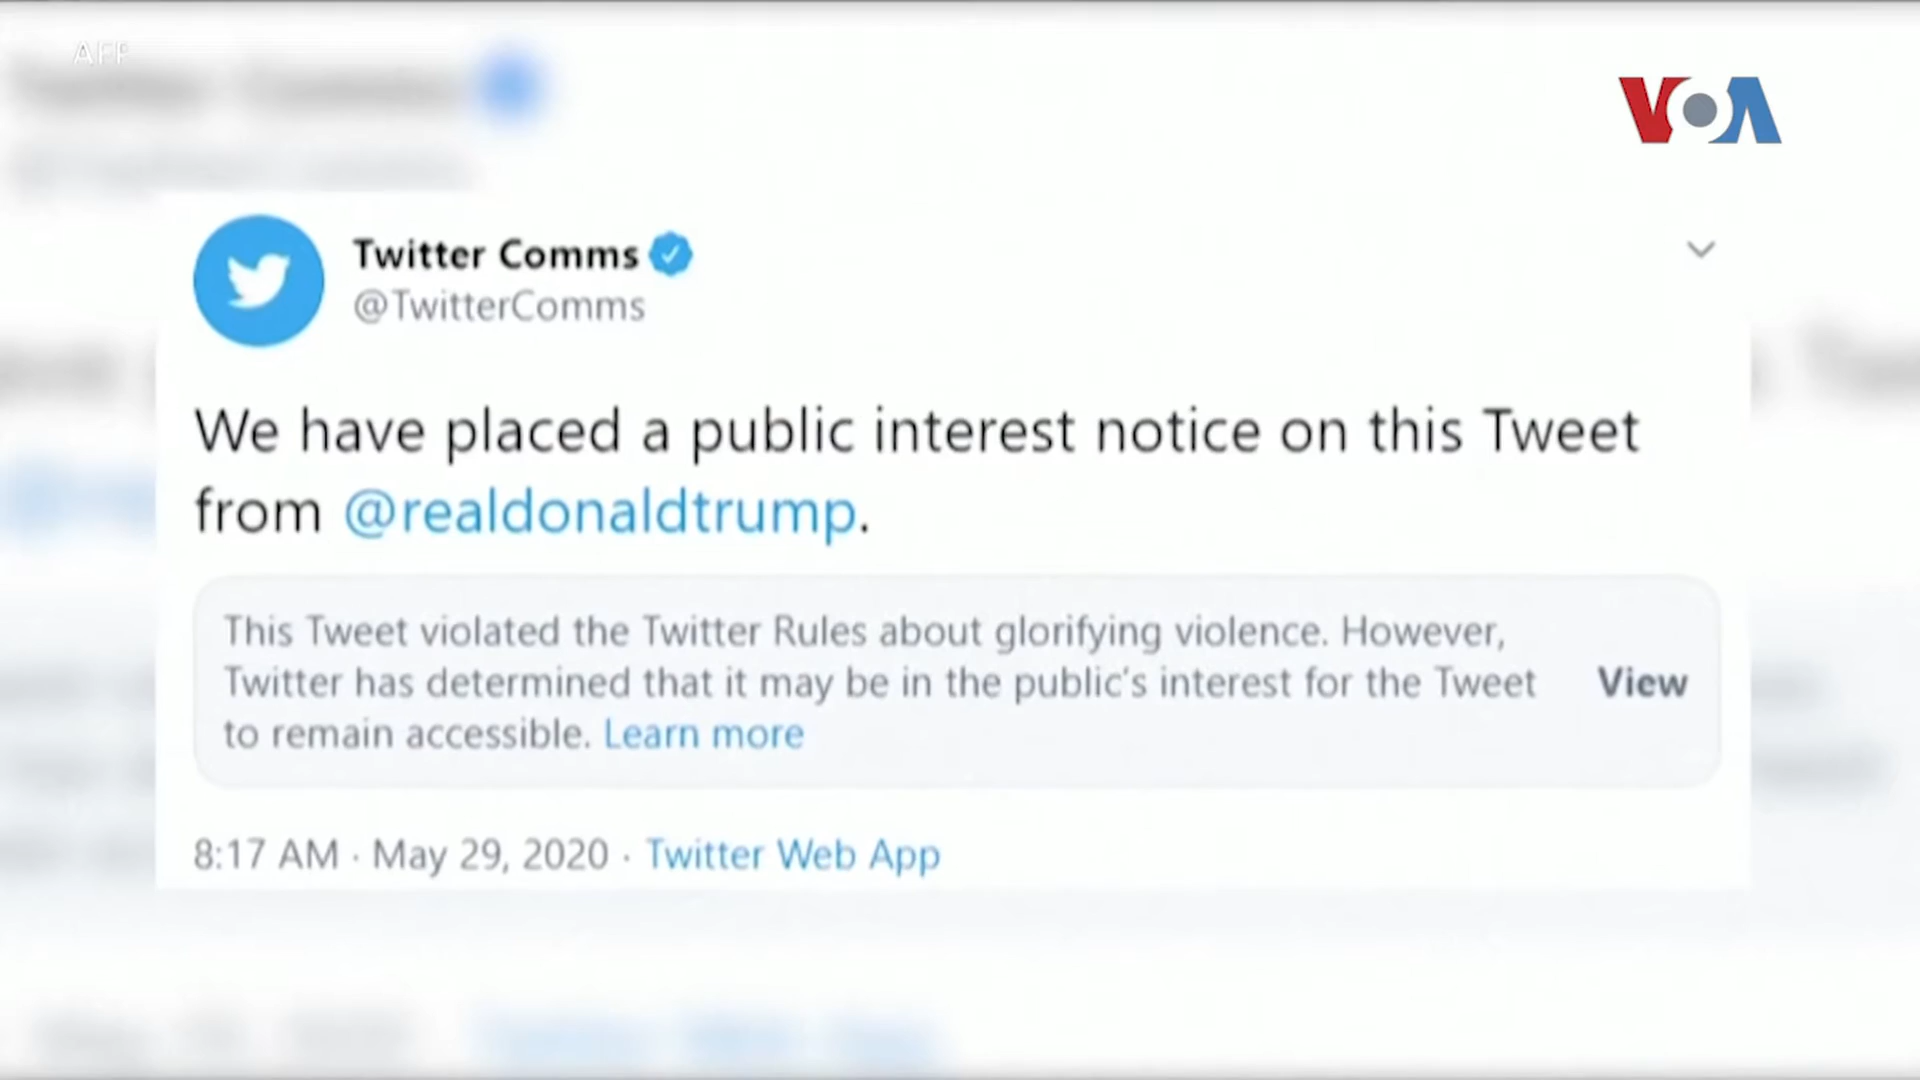 AFP
VOA
Twitter Comms
@TwitterComms
We have placed a public interest notice on this Tweet
from @realdonaldtrump.
This Tweet violated the Twitter Rules about glorifying violence. However,
Twitter has determined that it may be in the public's interest for the Tweet
to remain accessible. Learn more
View
8:17 AM · May 29, 2020 · Twitter Web App